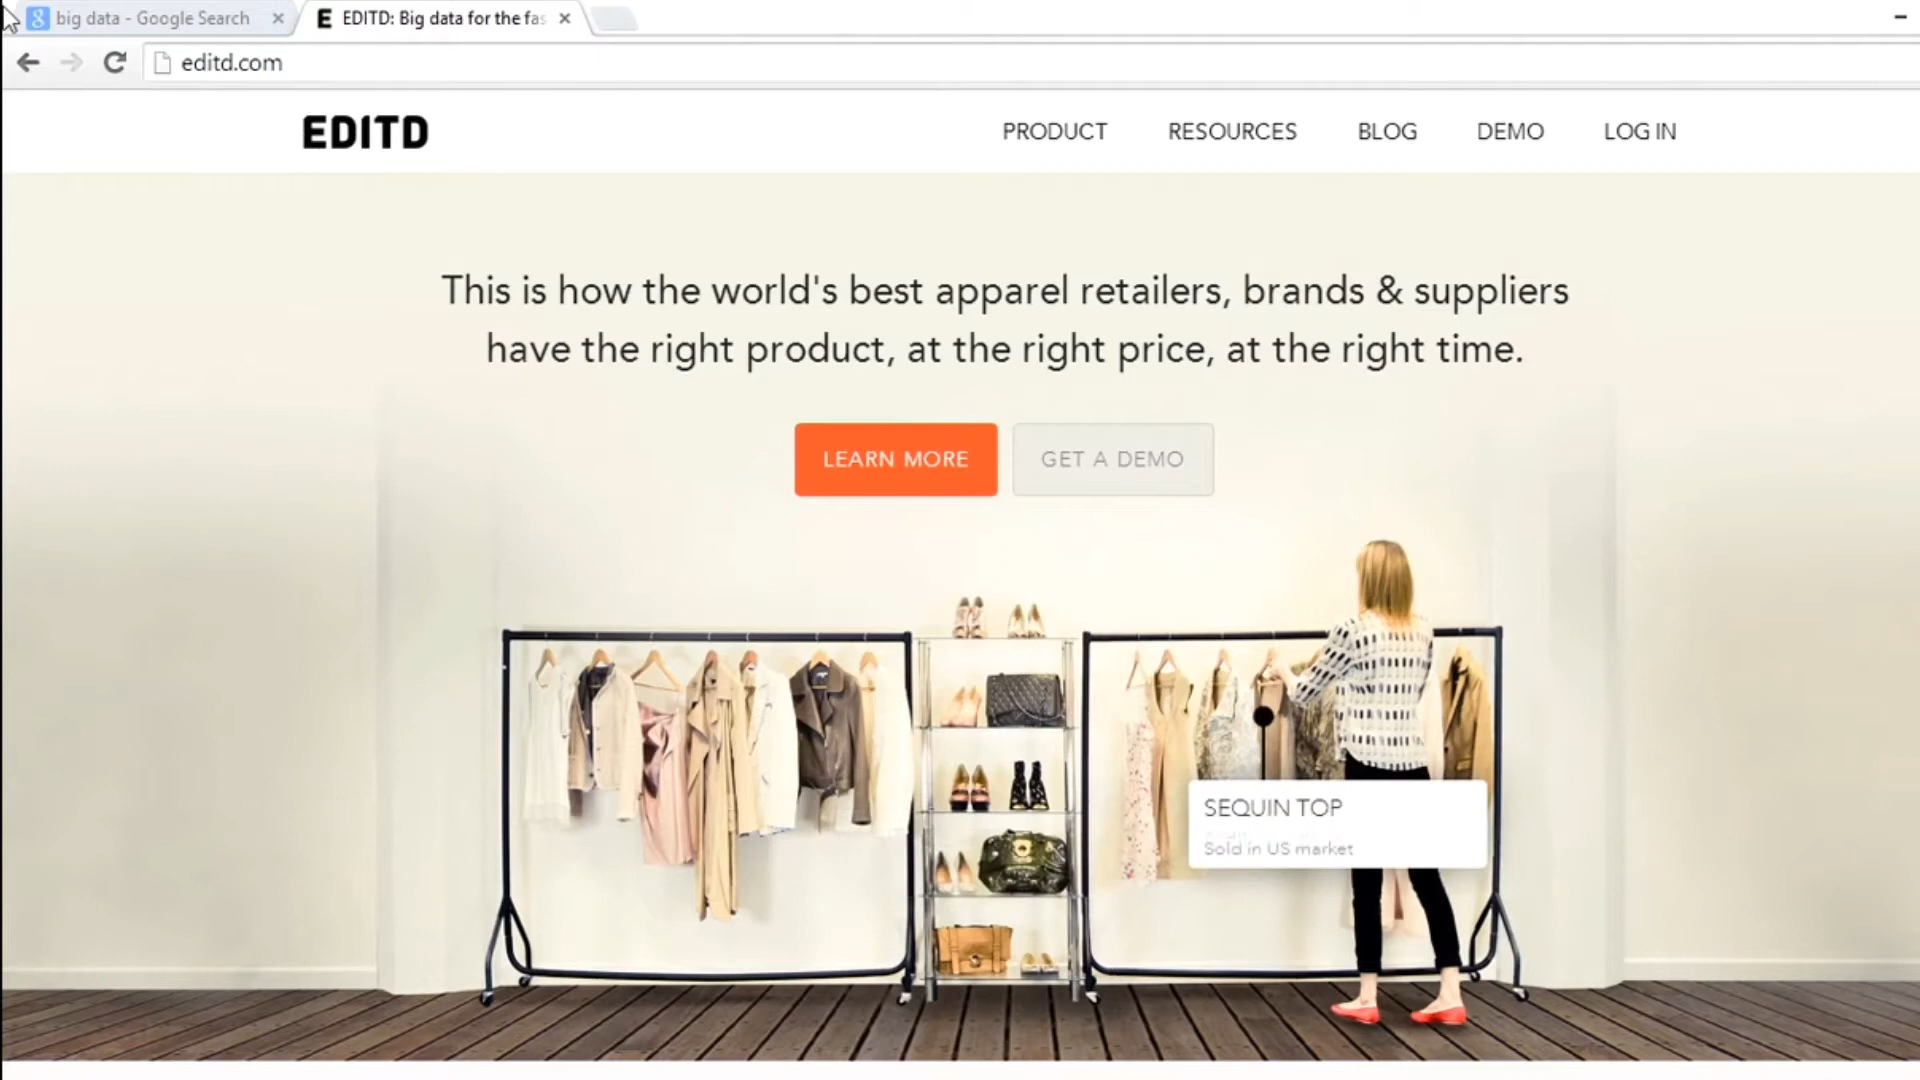 big data - Google Search
EDITD: Big data for the fas
editd.com
EDITD
PRODUCT
RESOURCES
BLOG
DEMO
LOG IN
This is how the world's best apparel retailers, brands & suppliers
have the right product, at the right price, at the right time.
LEARN MORE
GET A DEMO
SEQUIN TOP
Sold in US market